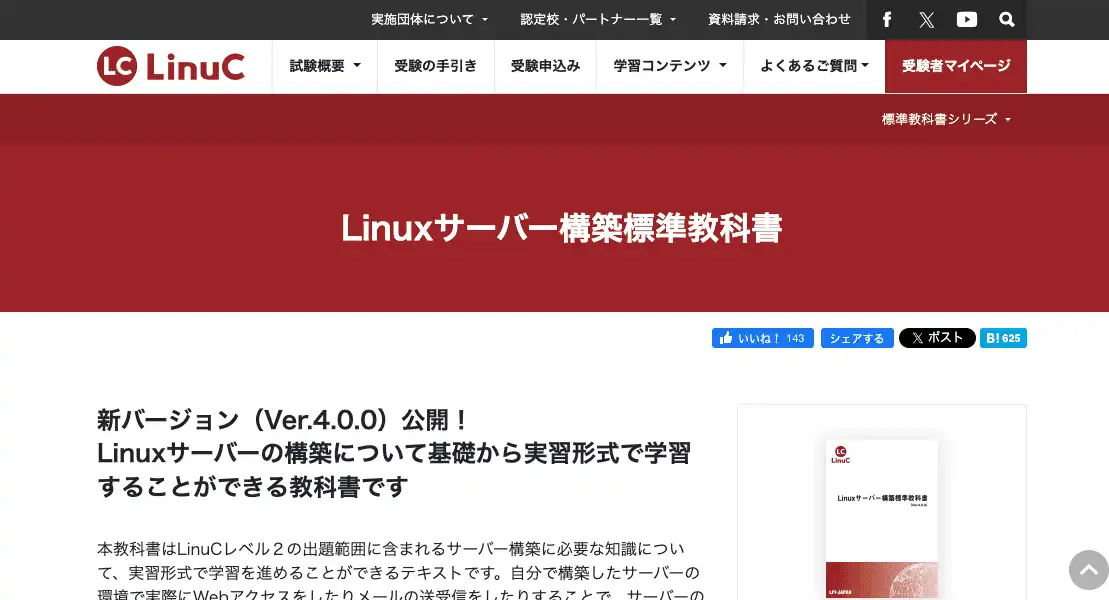 実施団体について 認定校・パートナー一覧 資料請求・お問い合わせ
LC LinuC 試験概要 受験の手引き 受験申込み 学習コンテンツ よくあるご質問 受験者マイページ
標準教科書シリーズ
Linuxサーバー構築標準教科書
いいね！ 143 シェアする ポスト B! 625
新バージョン（Ver.4.0.0）公開！
Linuxサーバーの構築について基礎から実習形式で学習
することができる教科書です
本教科書はLinuCレベル２の出題範囲に含まれるサーバー構築に必要な知識につい
て、実習形式で学習を進めることができるテキストです。自分で構築したサーバーの
環境で実際にWebアクセスをしたりメールの送受信をしたりすることで、サーバーの
LC
LinuC
Linuxサーバー構築標準教科書
(Ver.4.0.0)
LPI-JAPAN